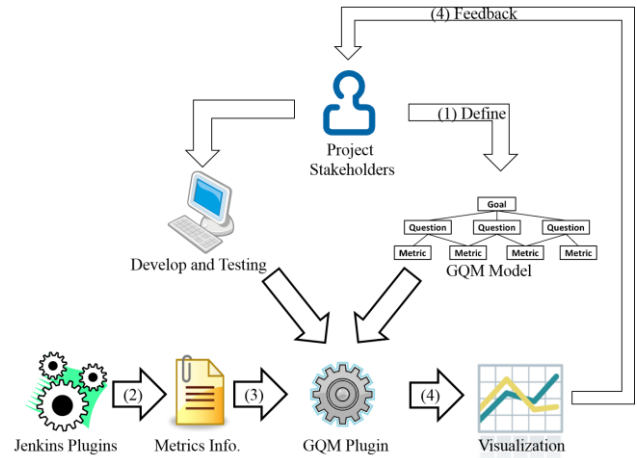 (4) Feedback
(1) Define
Project
Stakeholders
Goal
Question Question Question
Metric Metric Metric Metric
Develop and Testing
GQM Model
(2) (3) (4)
Jenkins Plugins Metrics Info. GQM Plugin Visualization